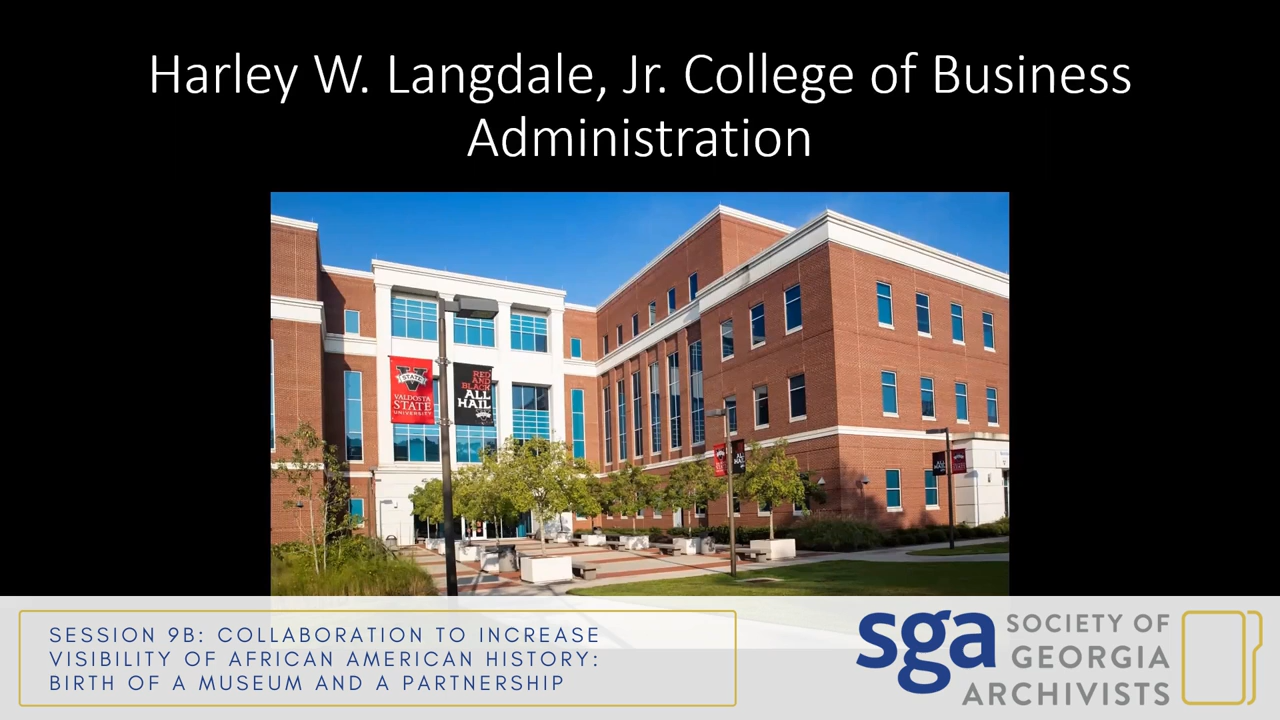 Harley W. Langdale, Jr. College of Business
Administration
STATE
VALDOSTA
STATE
UNIVERSITY
RED
AND
BLACK
ALL
HAIL
SESSION 9B: COLLABORATION TO INCREASE
VISIBILITY OF AFRICAN AMERICAN HISTORY:
BIRTH OF A MUSEUM AND A PARTNERSHIP
sga
SOCIETY OF
GEORGIA
ARCHIVISTS